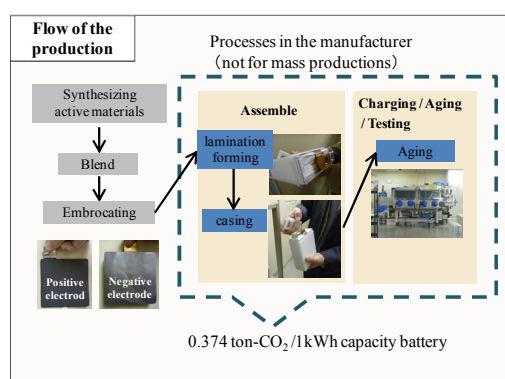 Flow of the
production
Processes in the manufacturer
（not for mass productions）
Synthesizing
active materials
Blend
Embrocating
Positive
electrod
Negative
electrode
Assemble
lamination
forming
casing
Charging / Aging
/ Testing
Aging
0.374 ton-CO₂ /1kWh capacity battery